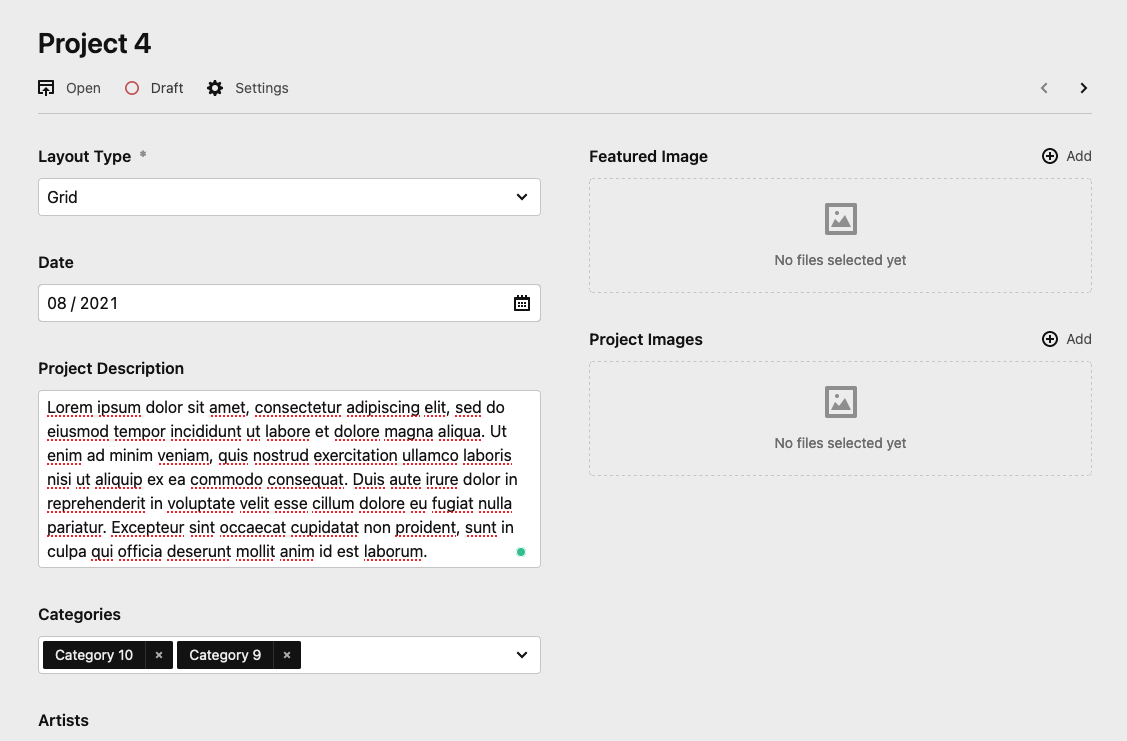 Project 4
Open Draft Settings
Layout Type *
Grid
Date
08 / 2021
Project Description
Lorem ipsum dolor sit amet, consectetur adipiscing elit, sed do
eiusmod tempor incididunt ut labore et dolore magna aliqua. Ut
enim ad minim veniam, quis nostrud exercitation ullamco laboris
nisi ut aliquip ex ea commodo consequat. Duis aute irure dolor in
reprehenderit in voluptate velit esse cillum dolore eu fugiat nulla
pariatur. Excepteur sint occaecat cupidatat non proident, sunt in
culpa qui officia deserunt mollit anim id est laborum.
Categories
Category 10 × Category 9 ×
Artists
Featured Image Add
No files selected yet
Project Images Add
No files selected yet